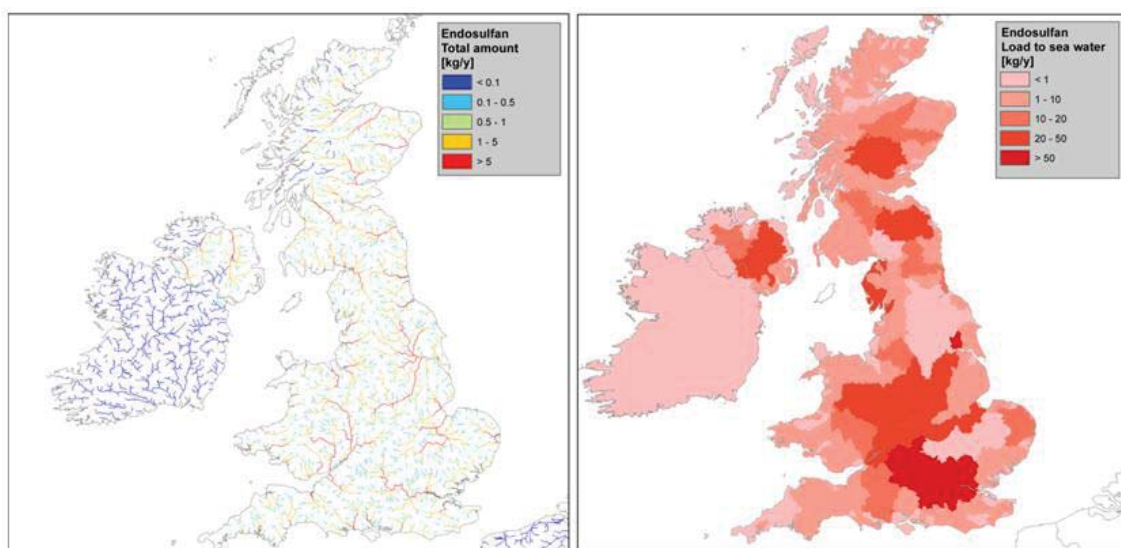 Endosulfan
Total amount
[kg/y]
< 0.1
0.1 - 0.5
0.5 - 1
1 - 5
> 5
Endosulfan
Load to sea water
[kg/y]
< 1
1 - 10
10 - 20
20 - 50
> 50